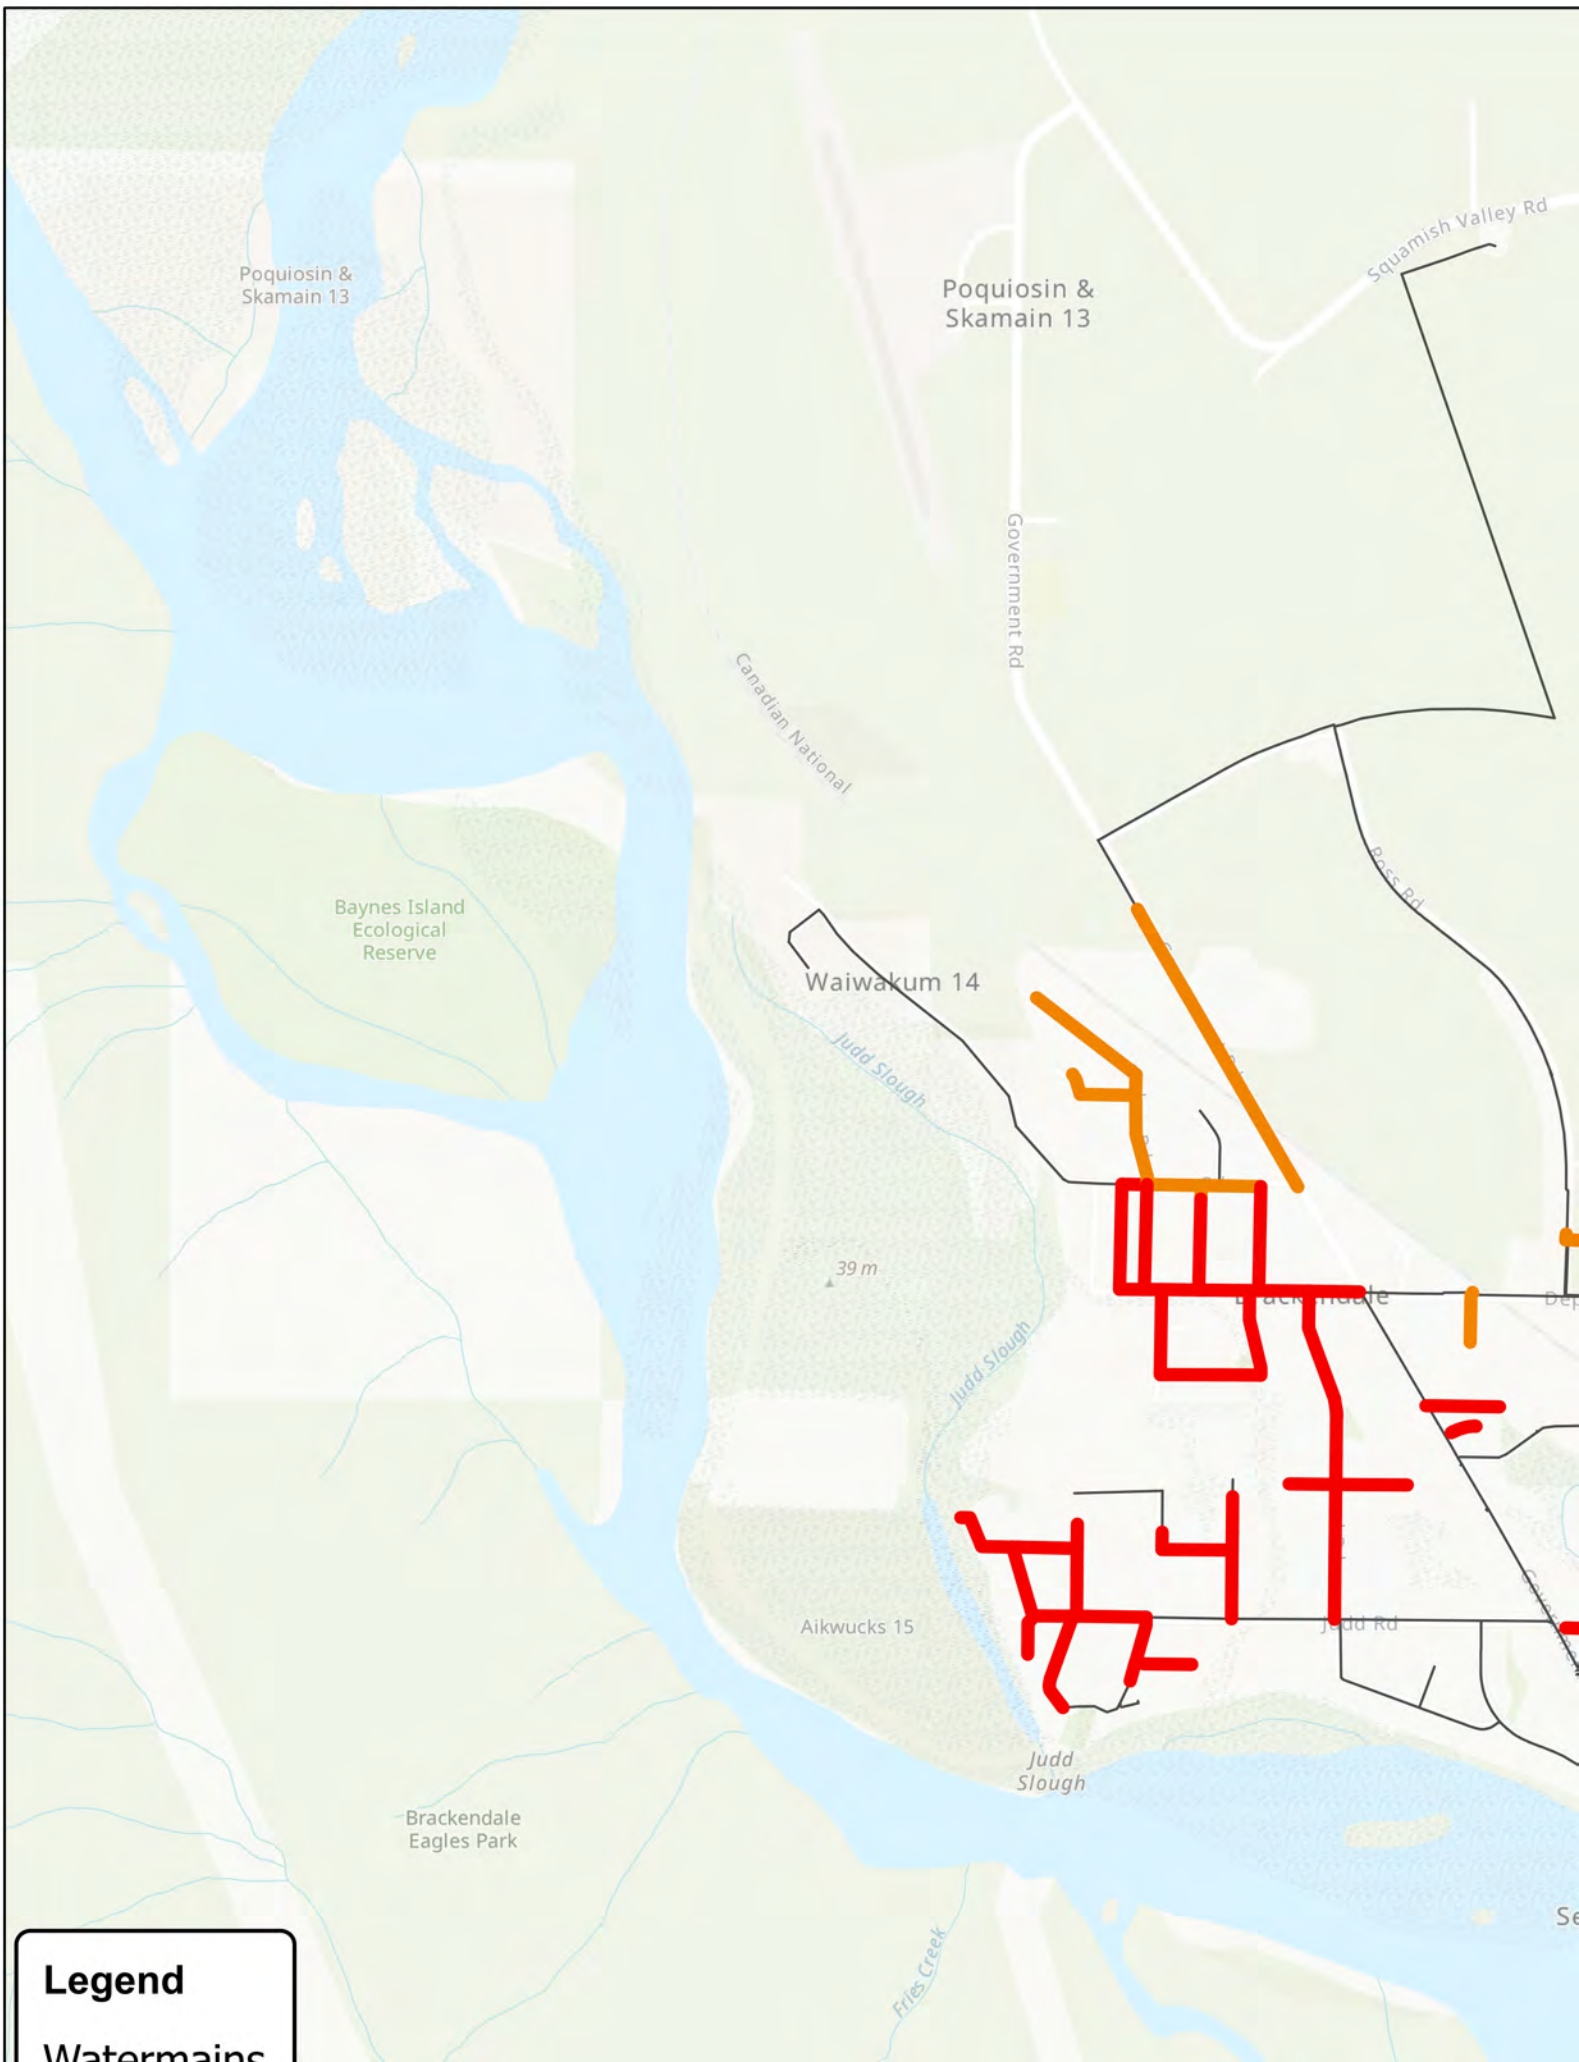 Squamish Valley Rd
Poquiosin &
Skamain 13
Poquiosin &
Skamain 13
Government Rd
Canadian National
Ross Rd
Baynes Island
Ecological
Reserve
Waiwakum 14
Judd Slough
39 m
Brackendale
Judd Slough
Aikwucks 15
Judd Rd
Judd
Slough
Brackendale
Eagles Park
Fries Creek
Legend
Watermains